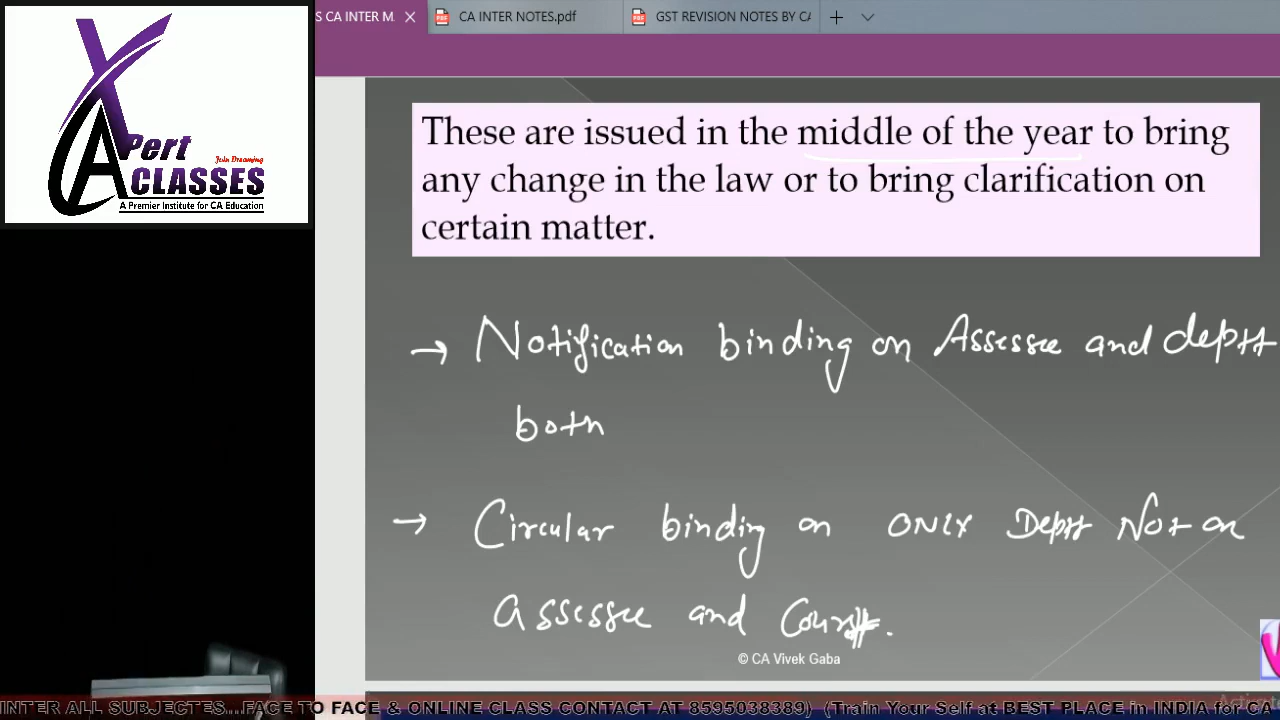 S CA INTER M.
CA INTER NOTES.pdf
GST REVISION NOTES BY CA
Pert
Join Dreaming
CLASSES
A Premier Institute for CA Education
These are issued in the middle of the year to bring
any change in the law or to bring clarification on
certain matter.
→ Notification binding on Assessee and deptt
both
→ Circular binding on ONLY Deptt Not on
Assessee and Court.
© CA Vivek Gaba
INTER ALL SUBJECTES...FACE TO FACE & ONLINE CLASS CONTACT AT 8595038389) (Train Your Self at BEST PLACE in INDIA for CA